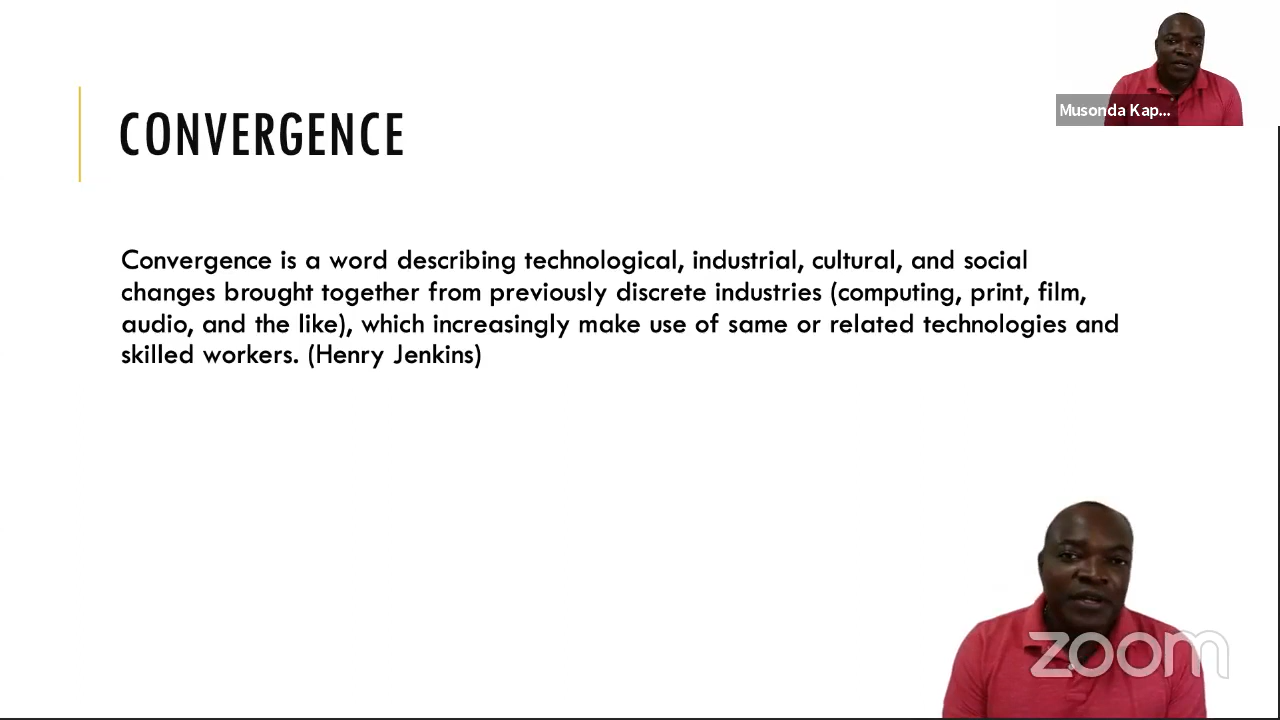 Musonda Kap...
CONVERGENCE
Convergence is a word describing technological, industrial, cultural, and social
changes brought together from previously discrete industries (computing, print, film,
audio, and the like), which increasingly make use of same or related technologies and
skilled workers. (Henry Jenkins)
zoom